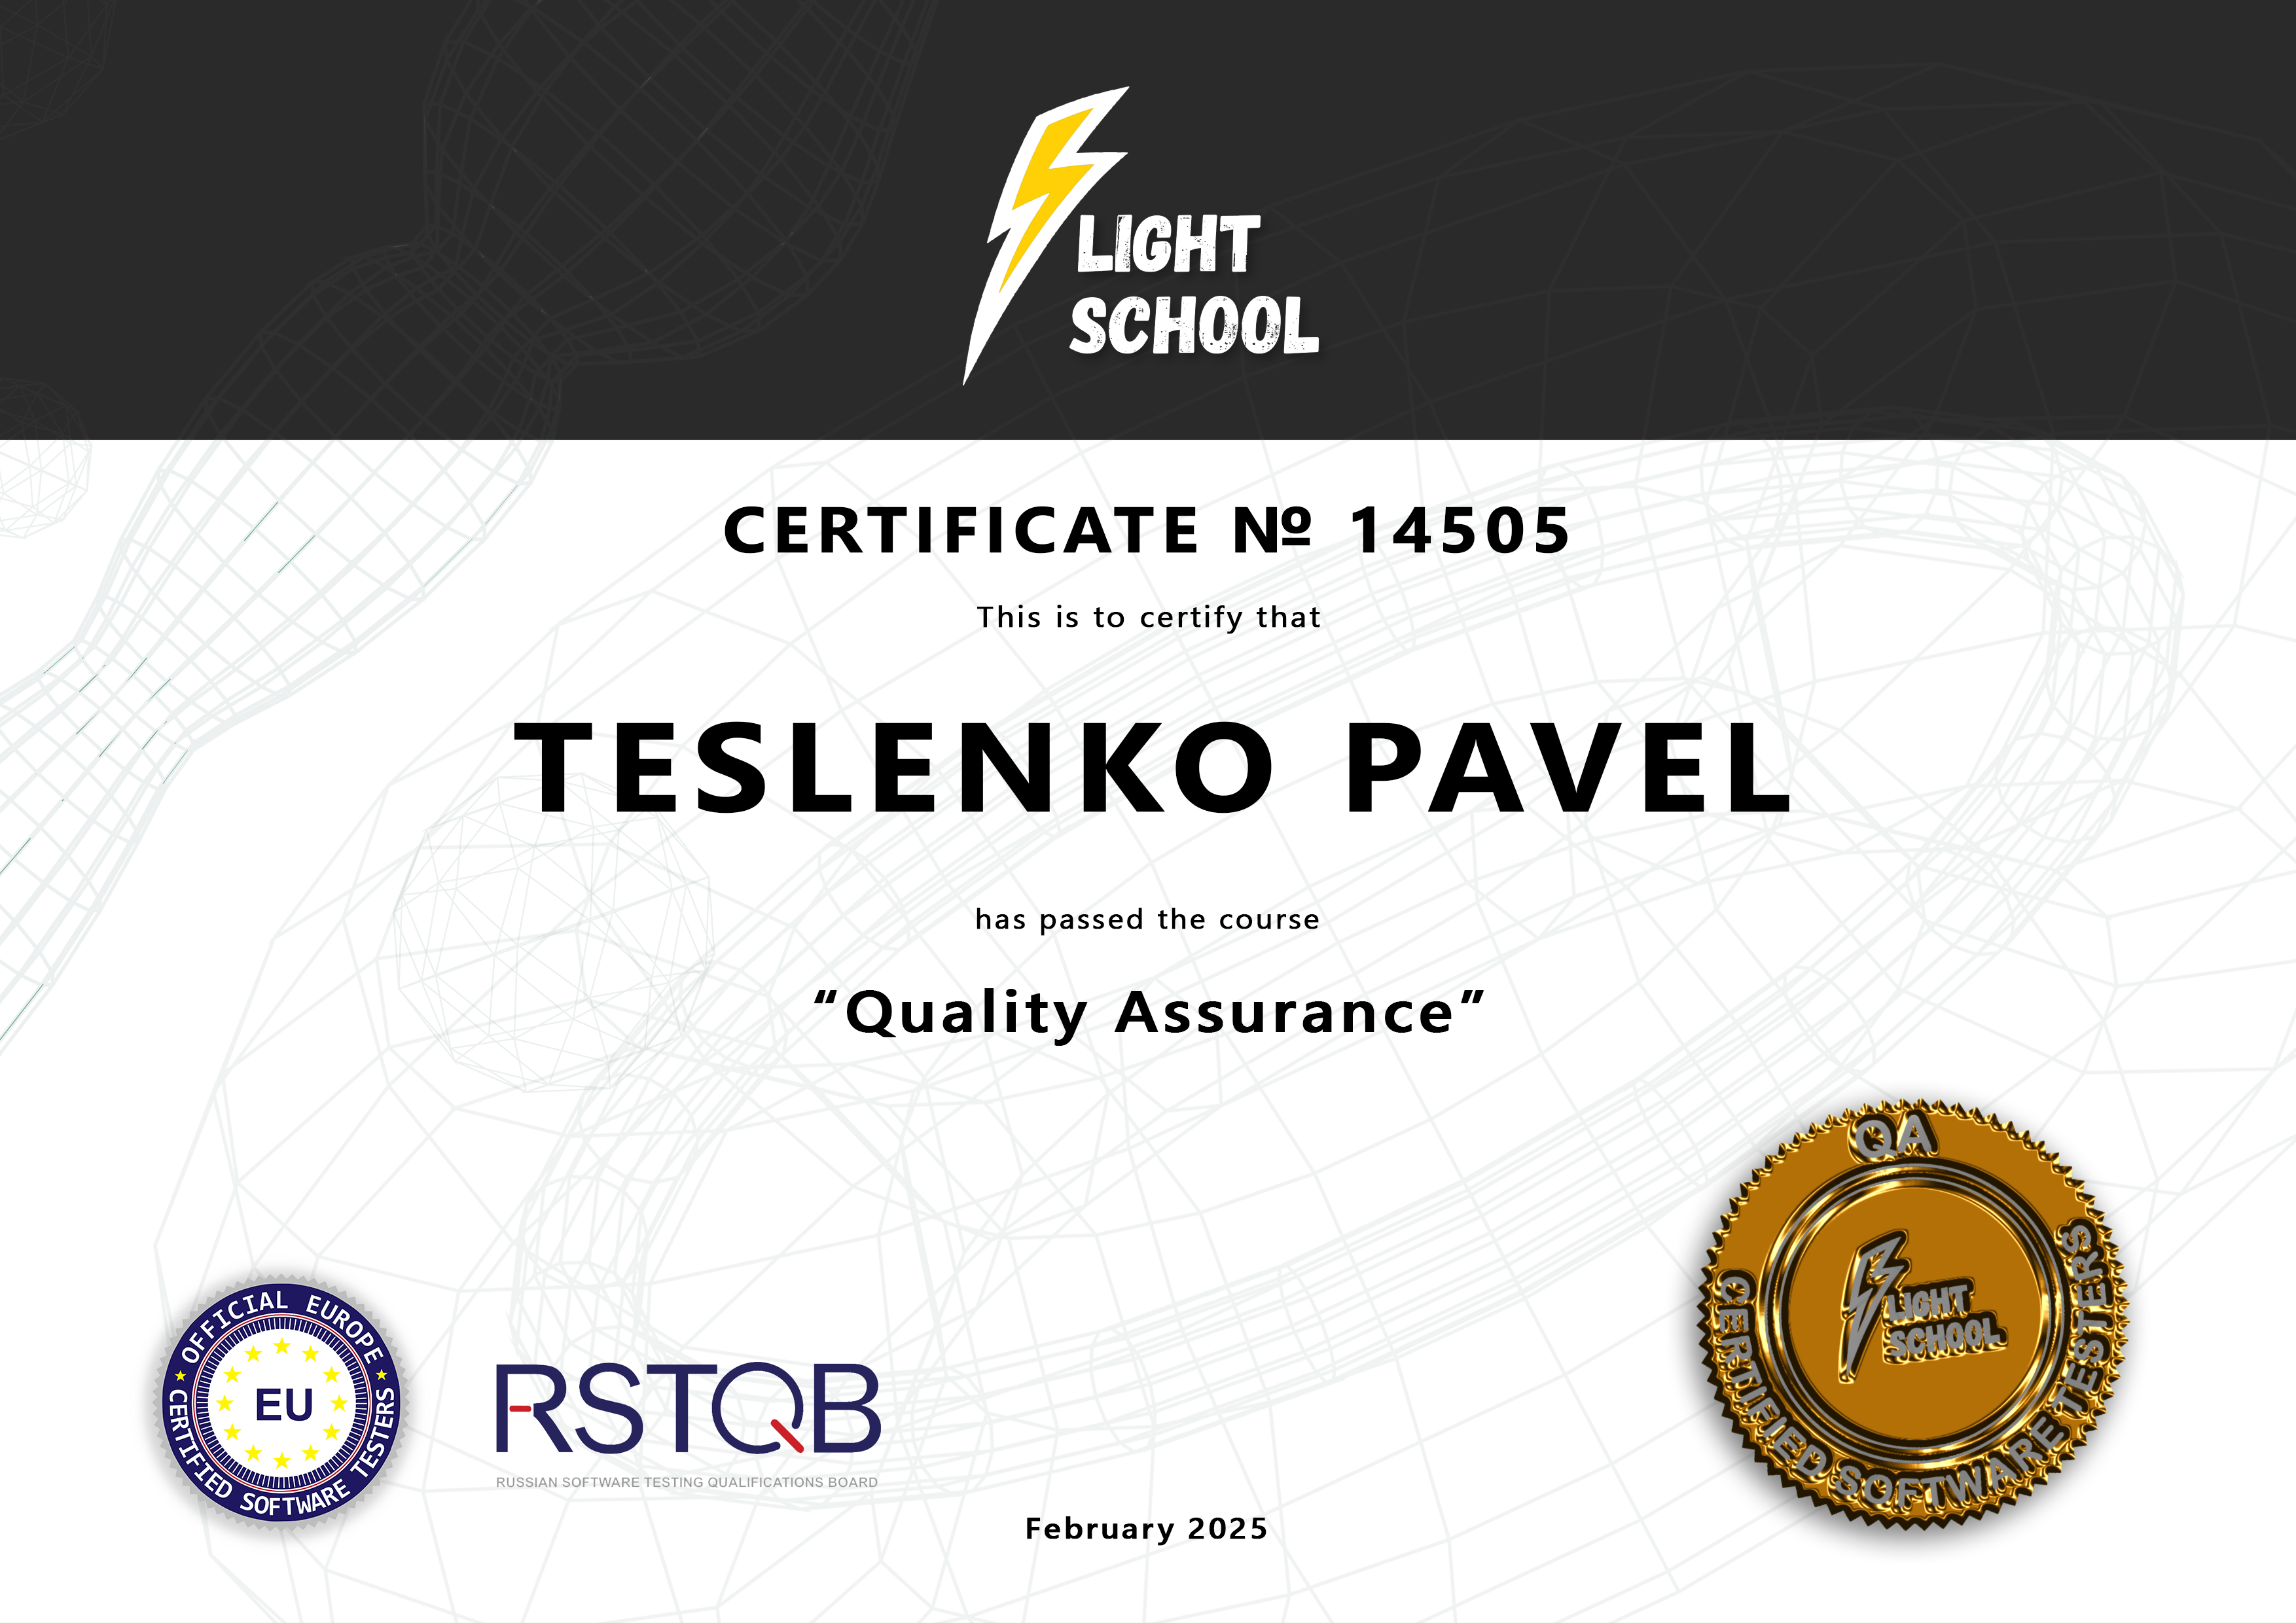 LIGHT
SCHOOL
CERTIFICATE № 14505
This is to certify that
TESLENKO PAVEL
has passed the course
“Quality Assurance”
QA
CERTIFIED SOFTWARE TESTERS
LIGHT
SCHOOL
OFFICIAL EUROPE
EU
CERTIFIED SOFTWARE TESTERS
RSTQB
RUSSIAN SOFTWARE TESTING QUALIFICATIONS BOARD
February 2025